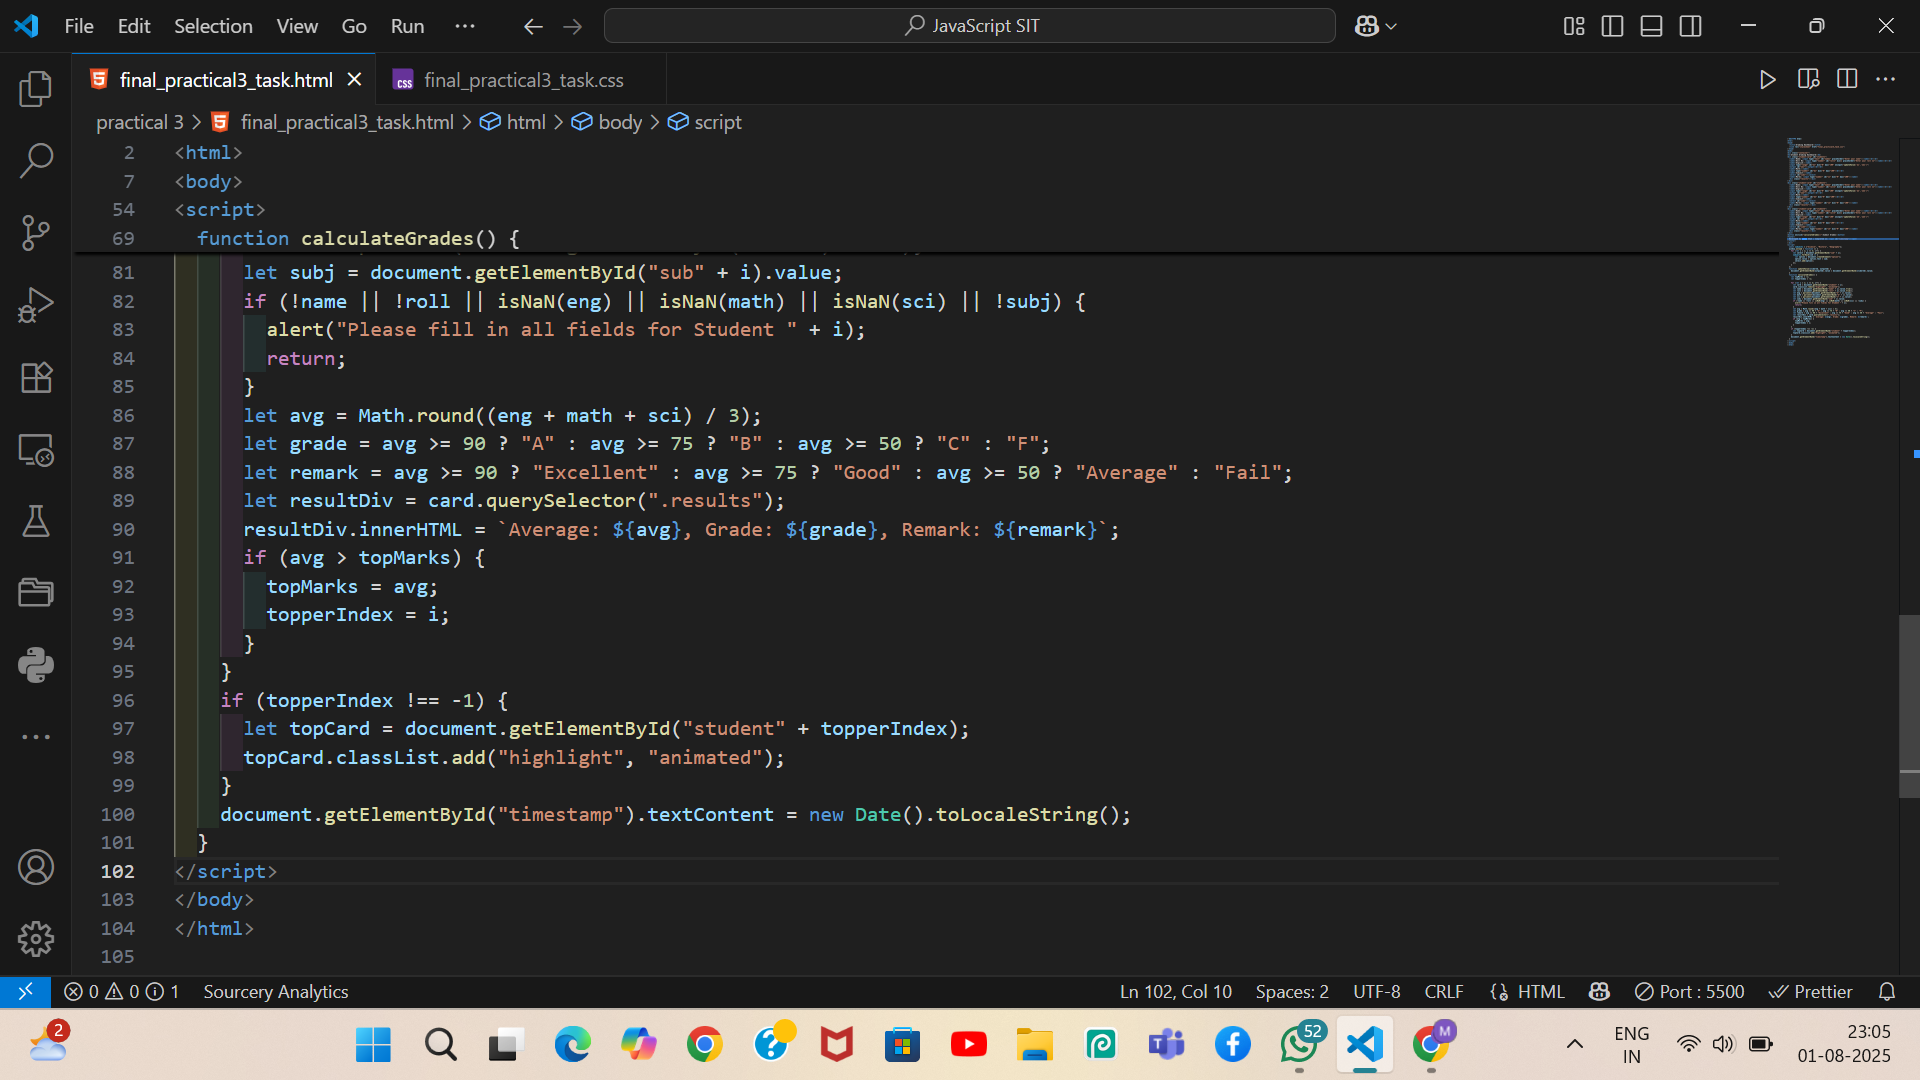 File Edit Selection View Go Run ··· JavaScript SIT
final_practical3_task.html final_practical3_task.css
practical 3 > final_practical3_task.html > html > body > script
2 <html>
7 <body>
54 <script>
69 function calculateGrades() {
81 let subj = document.getElementById("sub" + i).value;
82 if (!name || !roll || isNaN(eng) || isNaN(math) || isNaN(sci) || !subj) {
83 alert("Please fill in all fields for Student " + i);
84 return;
85 }
86 let avg = Math.round((eng + math + sci) / 3);
87 let grade = avg >= 90 ? "A" : avg >= 75 ? "B" : avg >= 50 ? "C" : "F";
88 let remark = avg >= 90 ? "Excellent" : avg >= 75 ? "Good" : avg >= 50 ? "Average" : "Fail";
89 let resultDiv = card.querySelector(".results");
90 resultDiv.innerHTML = `Average: ${avg}, Grade: ${grade}, Remark: ${remark}`;
91 if (avg > topMarks) {
92 topMarks = avg;
93 topperIndex = i;
94 }
95 }
96 if (topperIndex !== -1) {
97 let topCard = document.getElementById("student" + topperIndex);
98 topCard.classList.add("highlight", "animated");
99 }
100 document.getElementById("timestamp").textContent = new Date().toLocaleString();
101 }
102 </script>
103 </body>
104 </html>
105
0 0 1 Sourcery Analytics Ln 102, Col 10 Spaces: 2 UTF-8 CRLF HTML Port : 5500 Prettier
2 52 M ENG 23:05
IN 01-08-2025